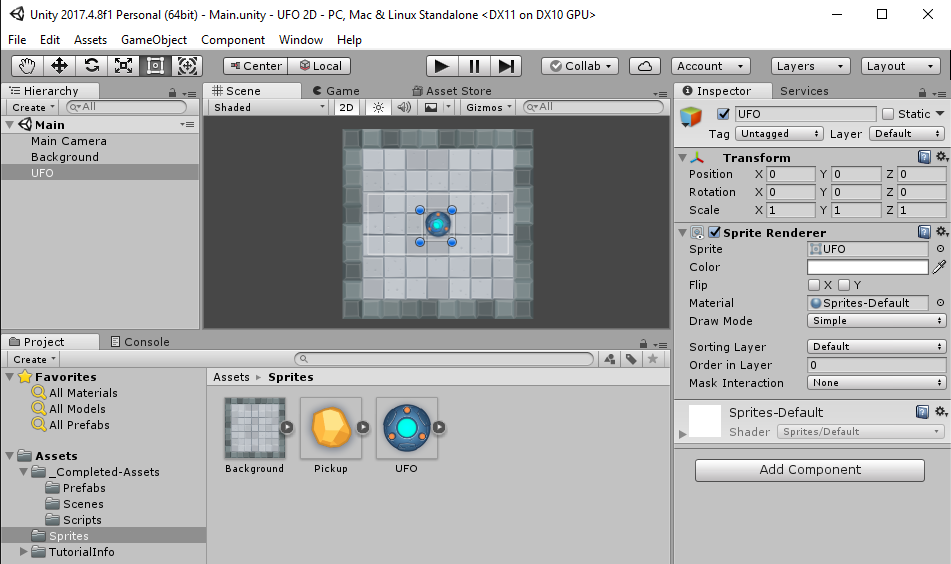 Unity 2017.4.8f1 Personal (64bit) - Main.unity - UFO 2D - PC, Mac & Linux Standalone <DX11 on DX10 GPU>
File Edit Assets GameObject Component Window Help
Center Local Collab Account Layers Layout
Hierarchy
Create All
Main
Main Camera
Background
UFO
Scene Game Asset Store
Shaded 2D Gizmos All
Inspector Services
UFO Static
Tag Untagged Layer Default
Transform
Position X 0 Y 0 Z 0
Rotation X 0 Y 0 Z 0
Scale X 1 Y 1 Z 1
Sprite Renderer
Sprite UFO
Color
Flip X Y
Material Sprites-Default
Draw Mode Simple
Sorting Layer Default
Order in Layer 0
Mask Interaction None
Sprites-Default
Shader Sprites/Default
Add Component
Project Console
Create
Favorites
All Materials
All Models
All Prefabs
Assets
_Completed-Assets
Prefabs
Scenes
Scripts
Sprites
TutorialInfo
Assets Sprites
Background Pickup UFO